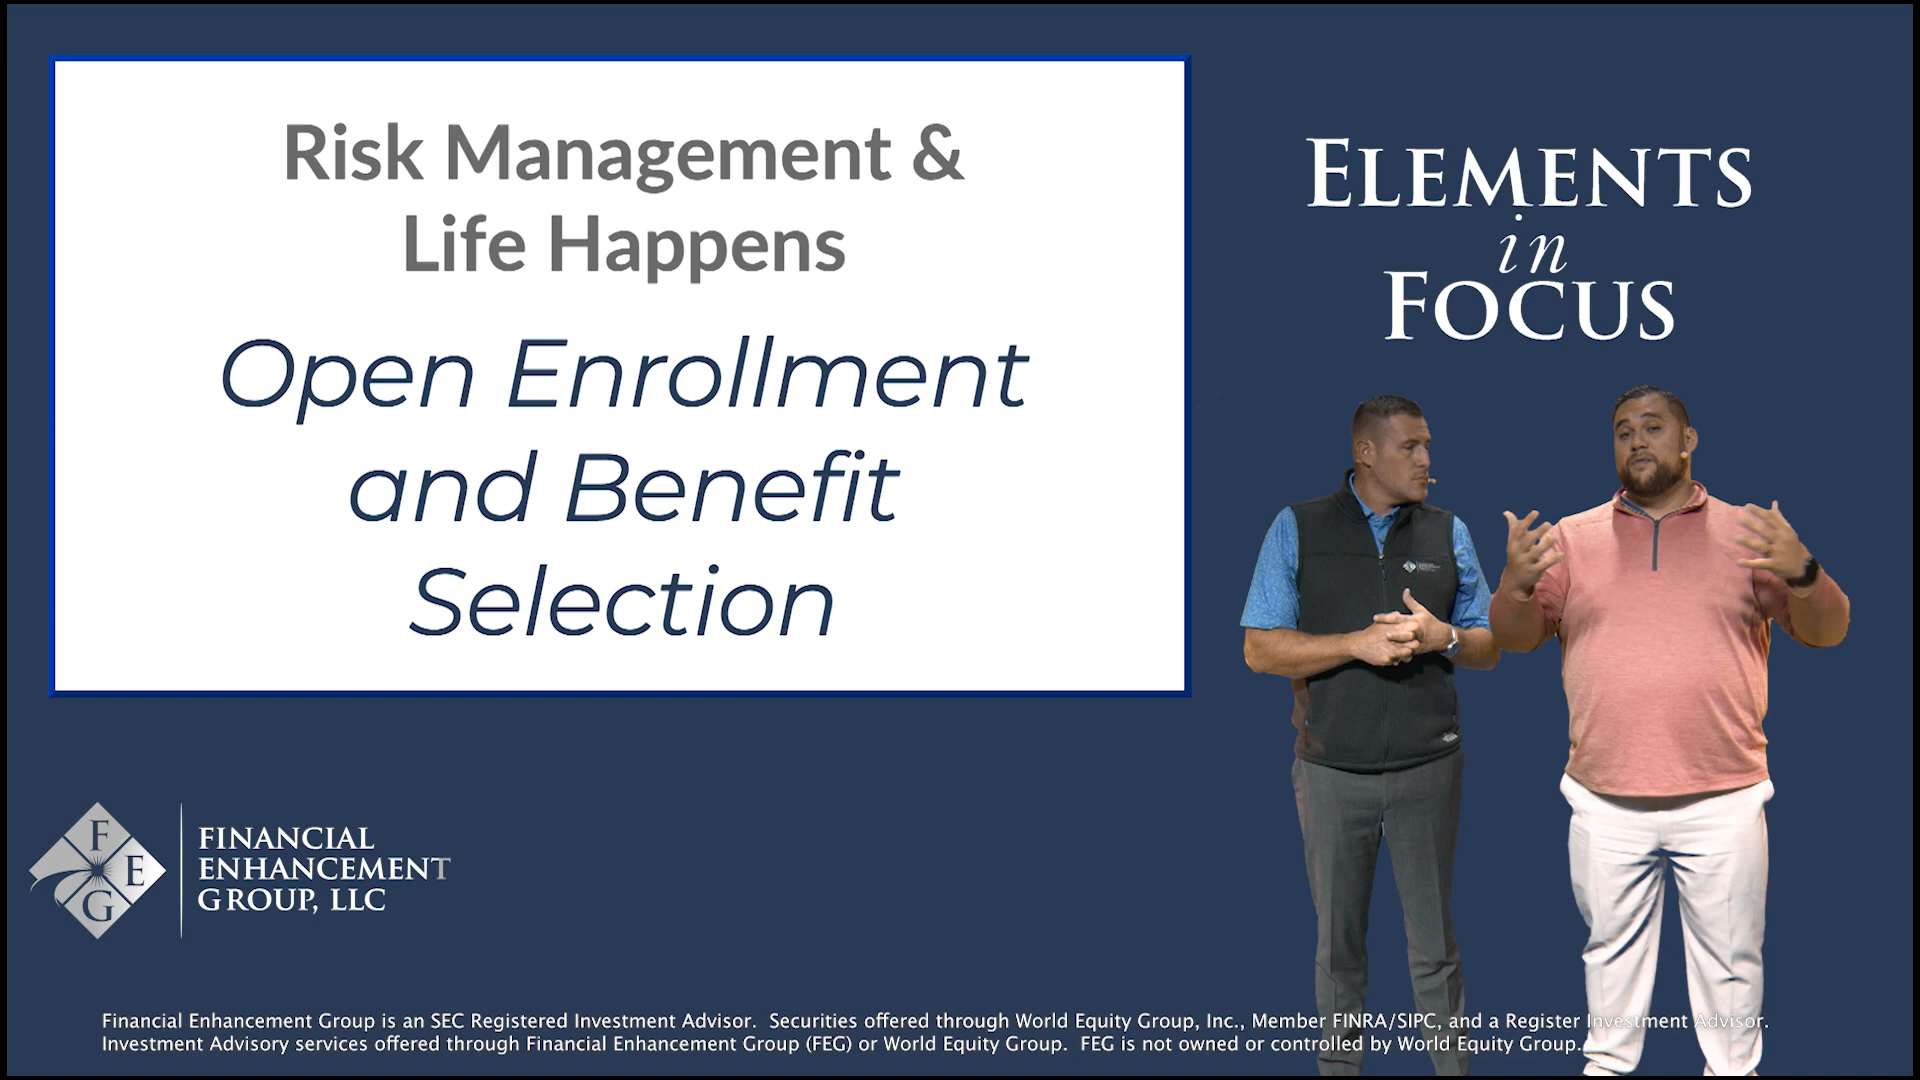 Risk Management &
Life Happens
Open Enrollment
and Benefit
Selection
ELEMENTS
in
FOCUS
F
E
G
FINANCIAL
ENHANCEMENT
GROUP, LLC
Financial Enhancement Group is an SEC Registered Investment Advisor.  Securities offered through World Equity Group, Inc., Member FINRA/SIPC, and a Register Investment Advisor.
Investment Advisory services offered through Financial Enhancement Group (FEG) or World Equity Group.  FEG is not owned or controlled by World Equity Group.